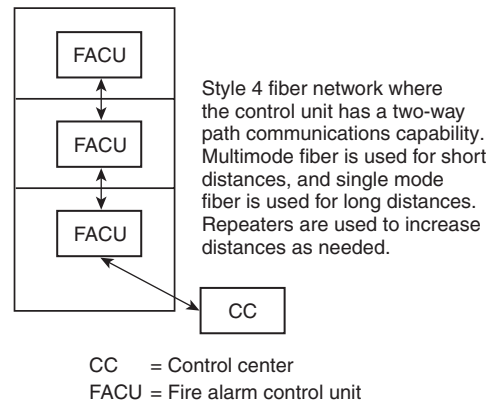 FACU
FACU
FACU
CC
Style 4 fiber network where
the control unit has a two-way
path communications capability.
Multimode fiber is used for short
distances, and single mode
fiber is used for long distances.
Repeaters are used to increase
distances as needed.
CC = Control center
FACU = Fire alarm control unit